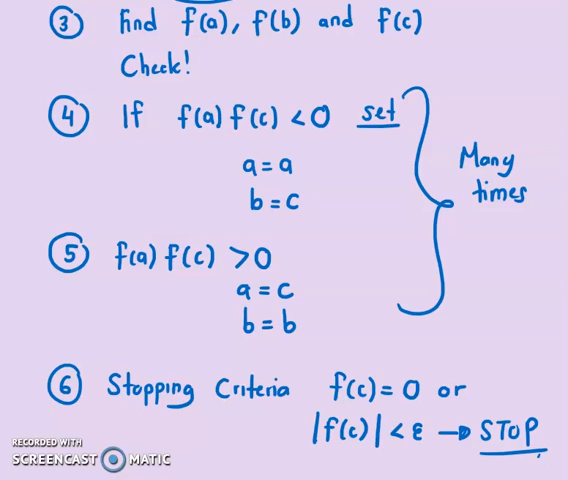 ③ Find f(a), f(b) and f(c)
Check!
④ If f(a) f(c) < 0 set
a = a
b = c
Many
times
⑤ f(a) f(c) > 0
a = c
b = b
⑥ Stopping Criteria f(c) = 0 or
|f(c)| < ε → STOP
RECORDED WITH
SCREENCAST MATIC